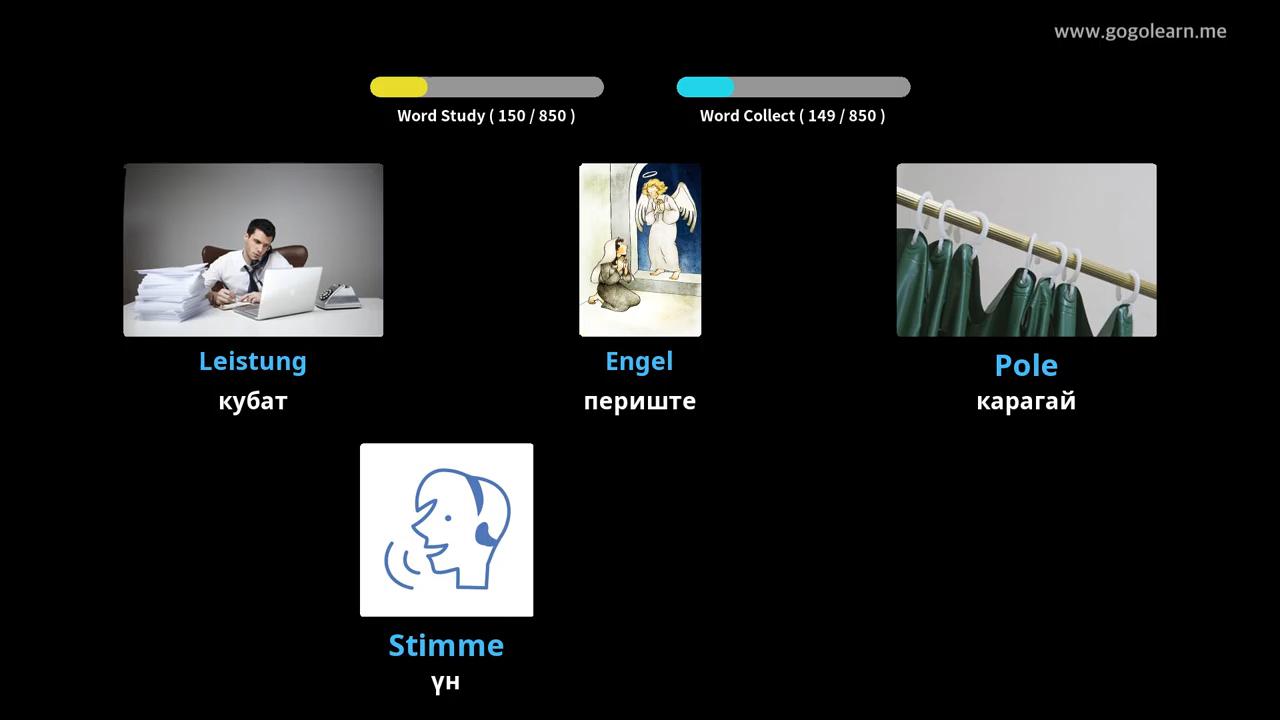 www.gogolearn.me
Word Study ( 150 / 850 )
Word Collect ( 149 / 850 )
Leistung
кубат
Engel
периште
Pole
карагай
Stimme
үн